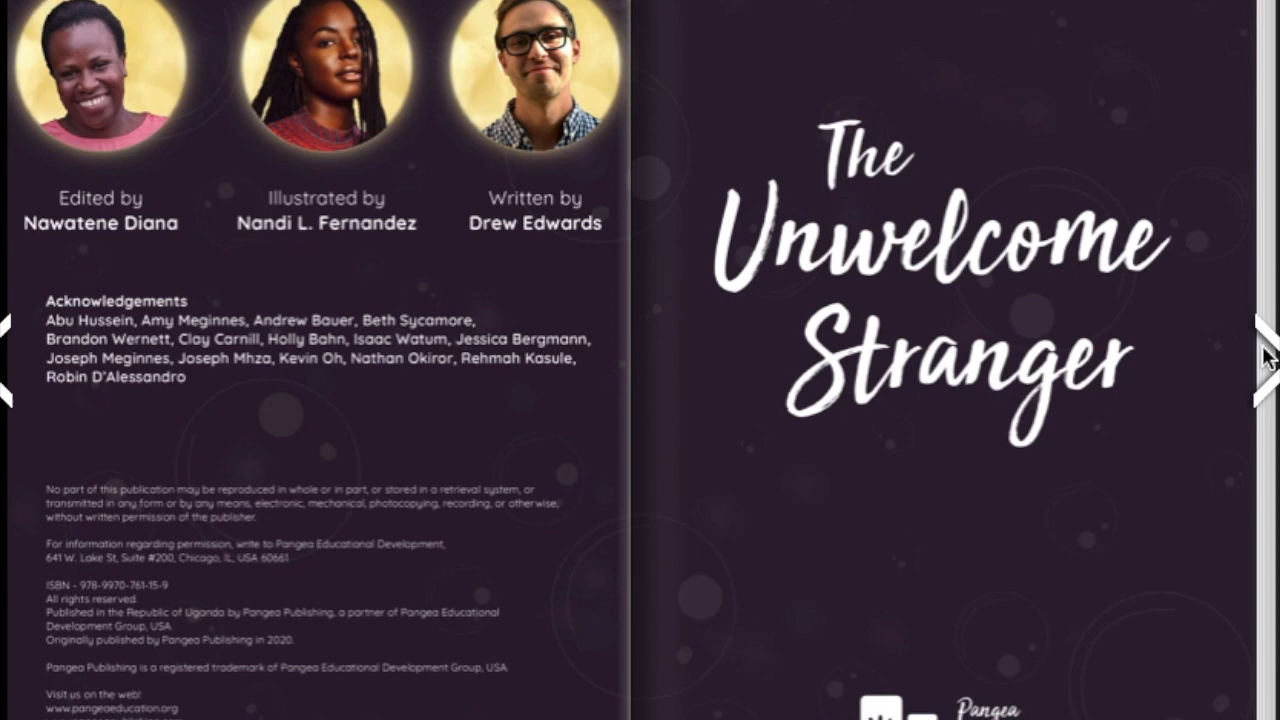 Edited by
Nawatene Diana
Illustrated by
Nandi L. Fernandez
Written by
Drew Edwards
Acknowledgements
Abu Hussein, Amy Meginnes, Andrew Bauer, Beth Sycamore,
Brandon Wernett, Clay Carnill, Holly Bahn, Isaac Watum, Jessica Bergmann,
Joseph Meginnes, Joseph Mhza, Kevin Oh, Nathan Okiror, Rehmah Kasule,
Robin D'Alessandro
No part of this publication may be reproduced in whole or in part, or stored in a retrieval system, or
transmitted in any form or by any means, electronic, mechanical, photocopying, recording, or otherwise,
without written permission of the publisher.
For information regarding permission, write to Pangea Educational Development,
641 W. Lake St, Suite #200, Chicago, IL, USA 60661.
ISBN - 978-9970-761-15-9
All rights reserved.
Published in the Republic of Uganda by Pangea Publishing, a partner of Pangea Educational
Development Group, USA.
Originally published by Pangea Publishing in 2020.
Pangea Publishing is a registered trademark of Pangea Educational Development Group, USA.
Visit us on the web!
www.pangeaeducation.org
The
Unwelcome
Stranger
Pangea